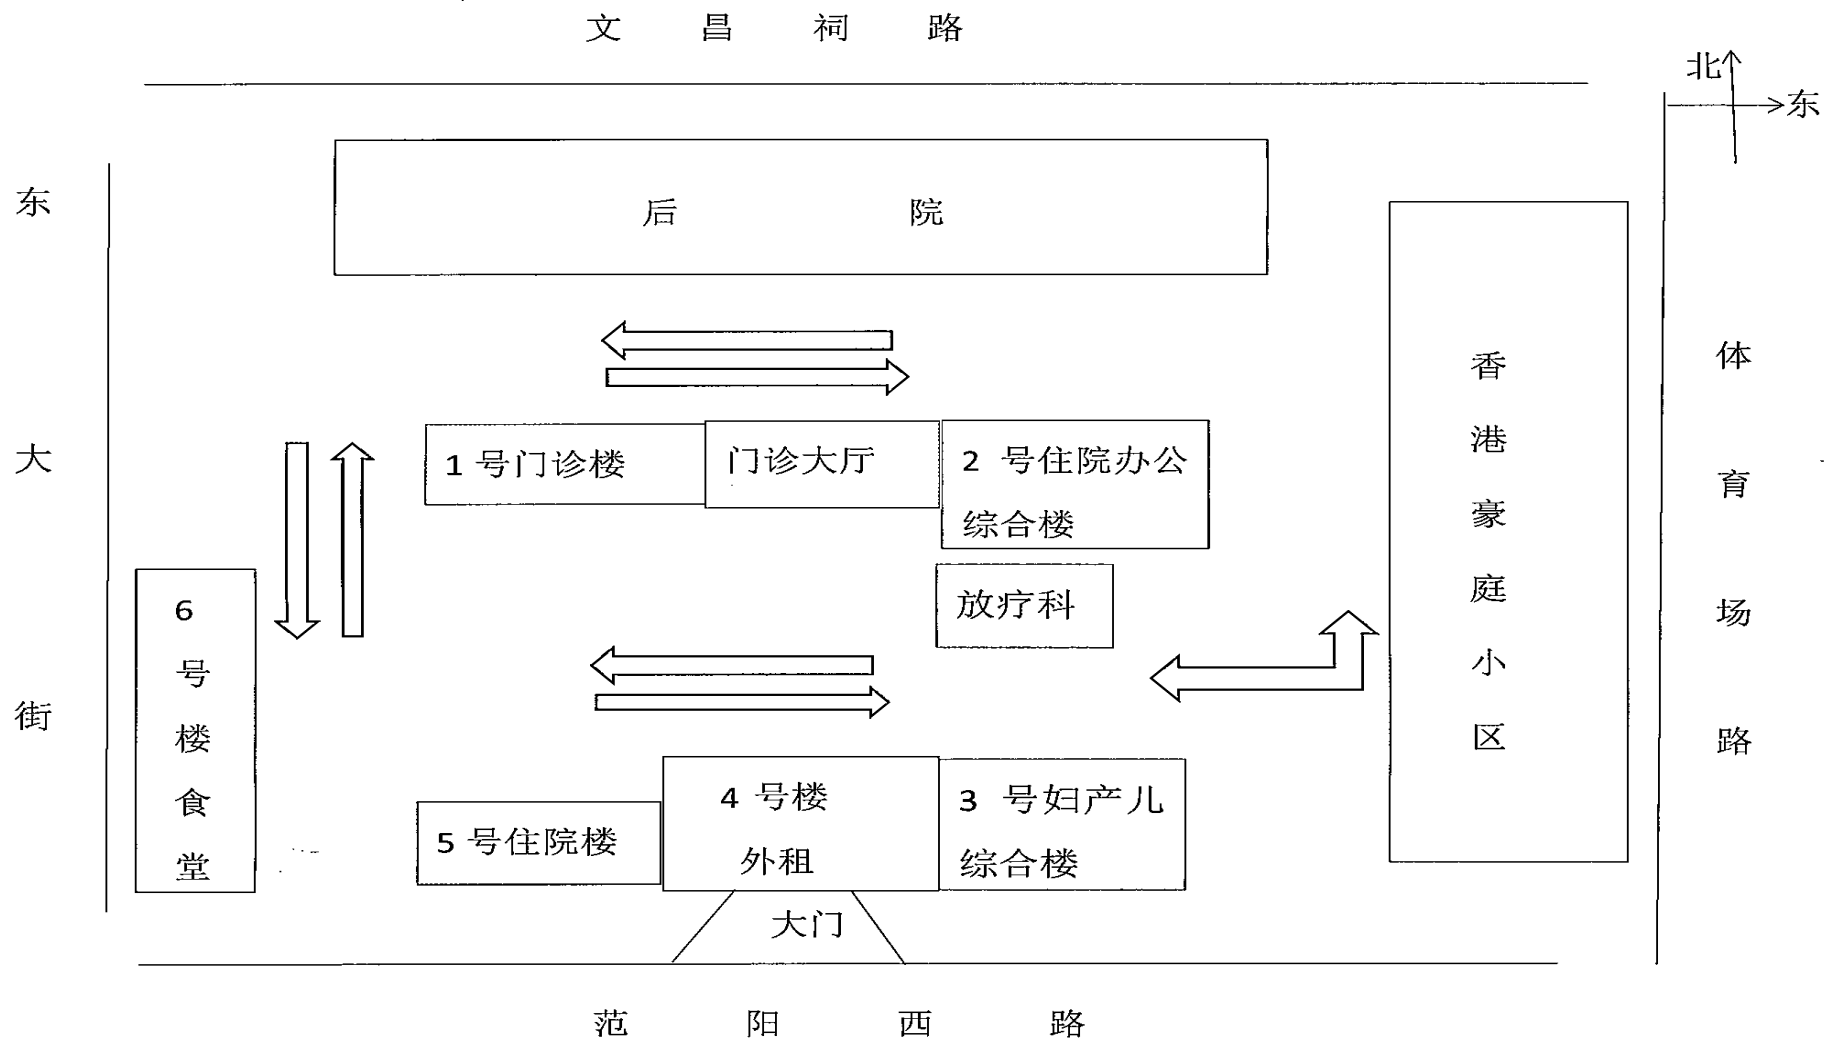 文昌祠路
北
东
东大街
后院
香港豪庭小区
体育场路
1号门诊楼
门诊大厅
2 号住院办公
综合楼
放疗科
6号楼食堂
5号住院楼
4号楼
外租
3 号妇产儿
综合楼
大门
范阳西路